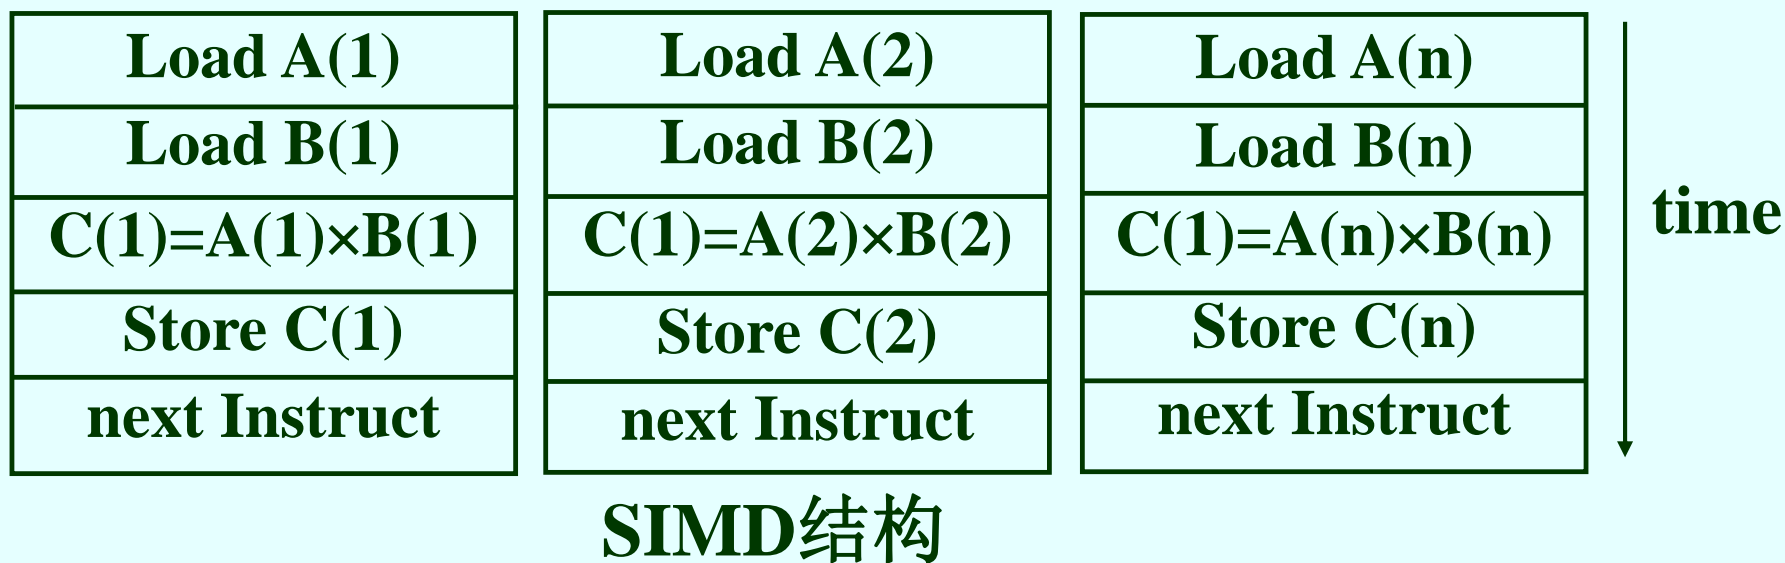 Load A(1)
Load B(1)
C(1)=A(1)×B(1)
Store C(1)
next Instruct
Load A(2)
Load B(2)
C(1)=A(2)×B(2)
Store C(2)
next Instruct
Load A(n)
Load B(n)
C(1)=A(n)×B(n)
Store C(n)
next Instruct
time
SIMD结构